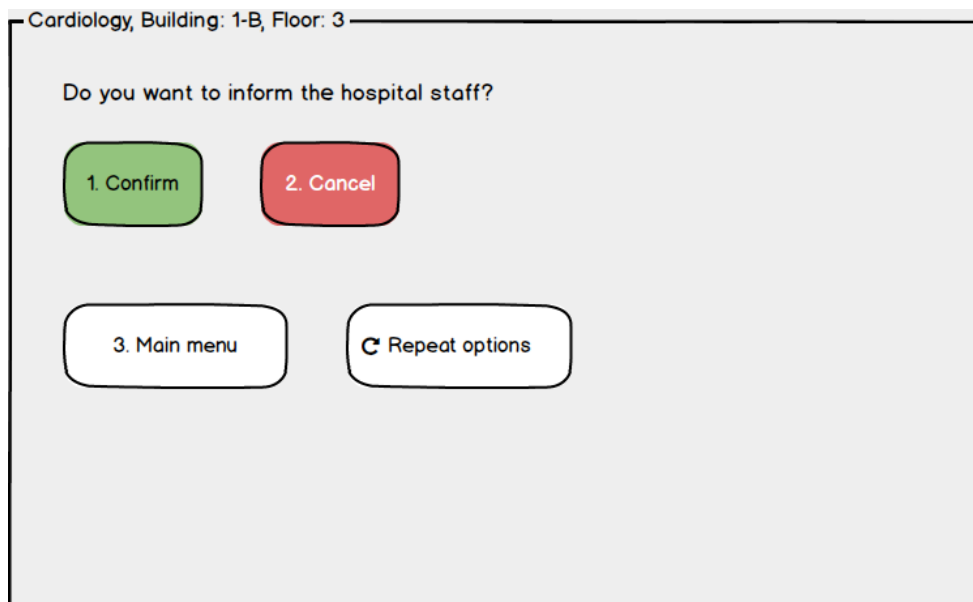 Cardiology, Building: 1-B, Floor: 3
Do you want to inform the hospital staff?
1. Confirm
2. Cancel
3. Main menu
Repeat options